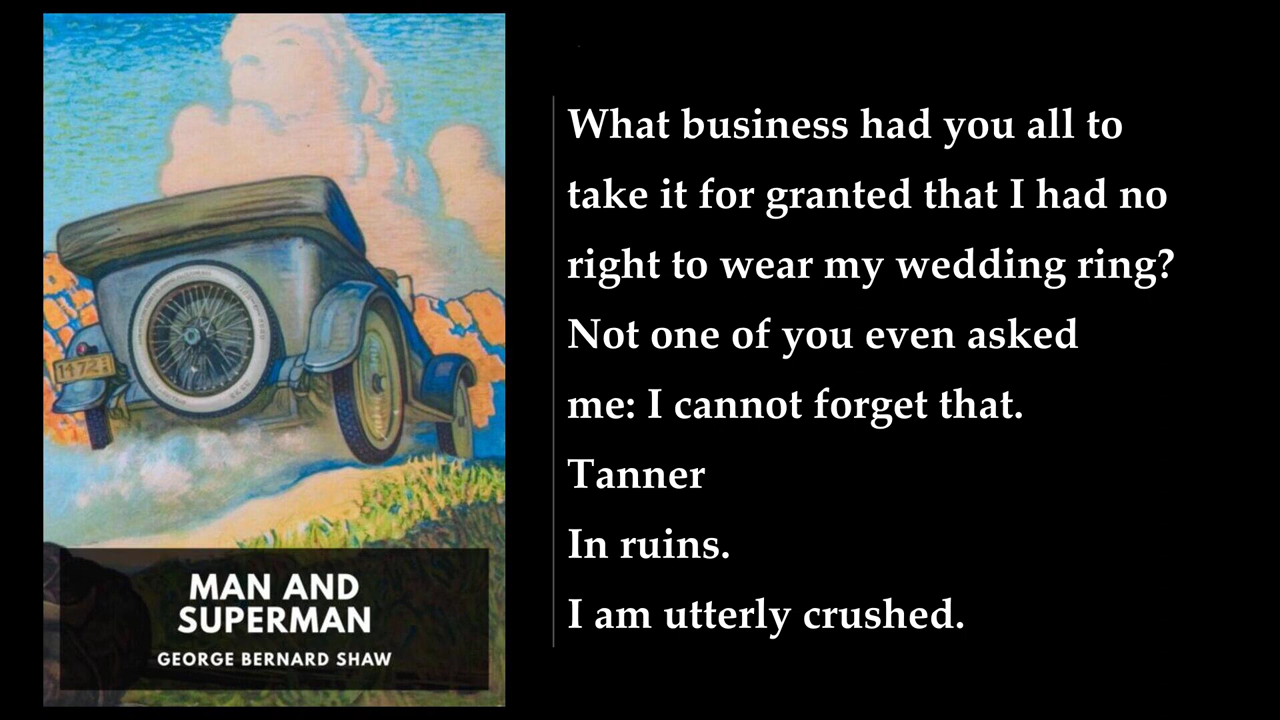 1472
MAN AND
SUPERMAN
GEORGE BERNARD SHAW
What business had you all to
take it for granted that I had no
right to wear my wedding ring?
Not one of you even asked
me: I cannot forget that.
Tanner
In ruins.
I am utterly crushed.